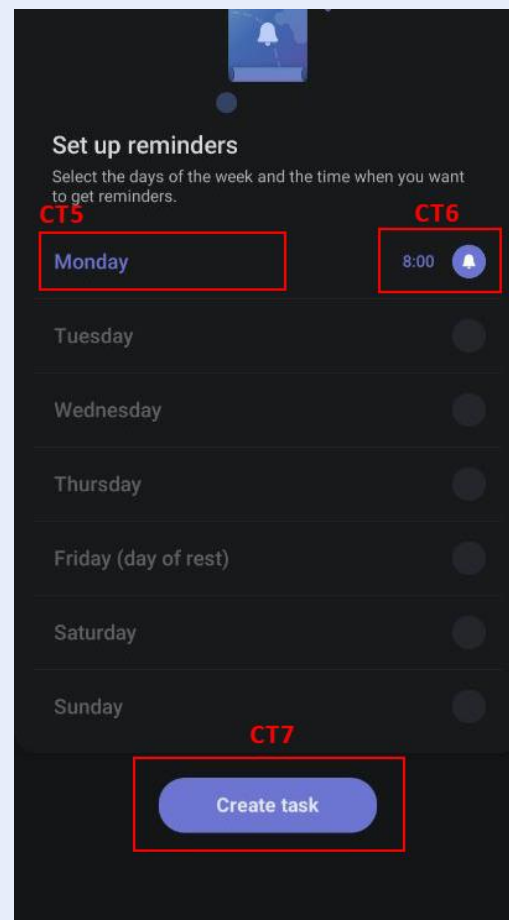 Set up reminders
Select the days of the week and the time when you want
to get reminders.
CT5
CT6
Monday
8:00
Tuesday
Wednesday
Thursday
Friday (day of rest)
Saturday
Sunday
CT7
Create task